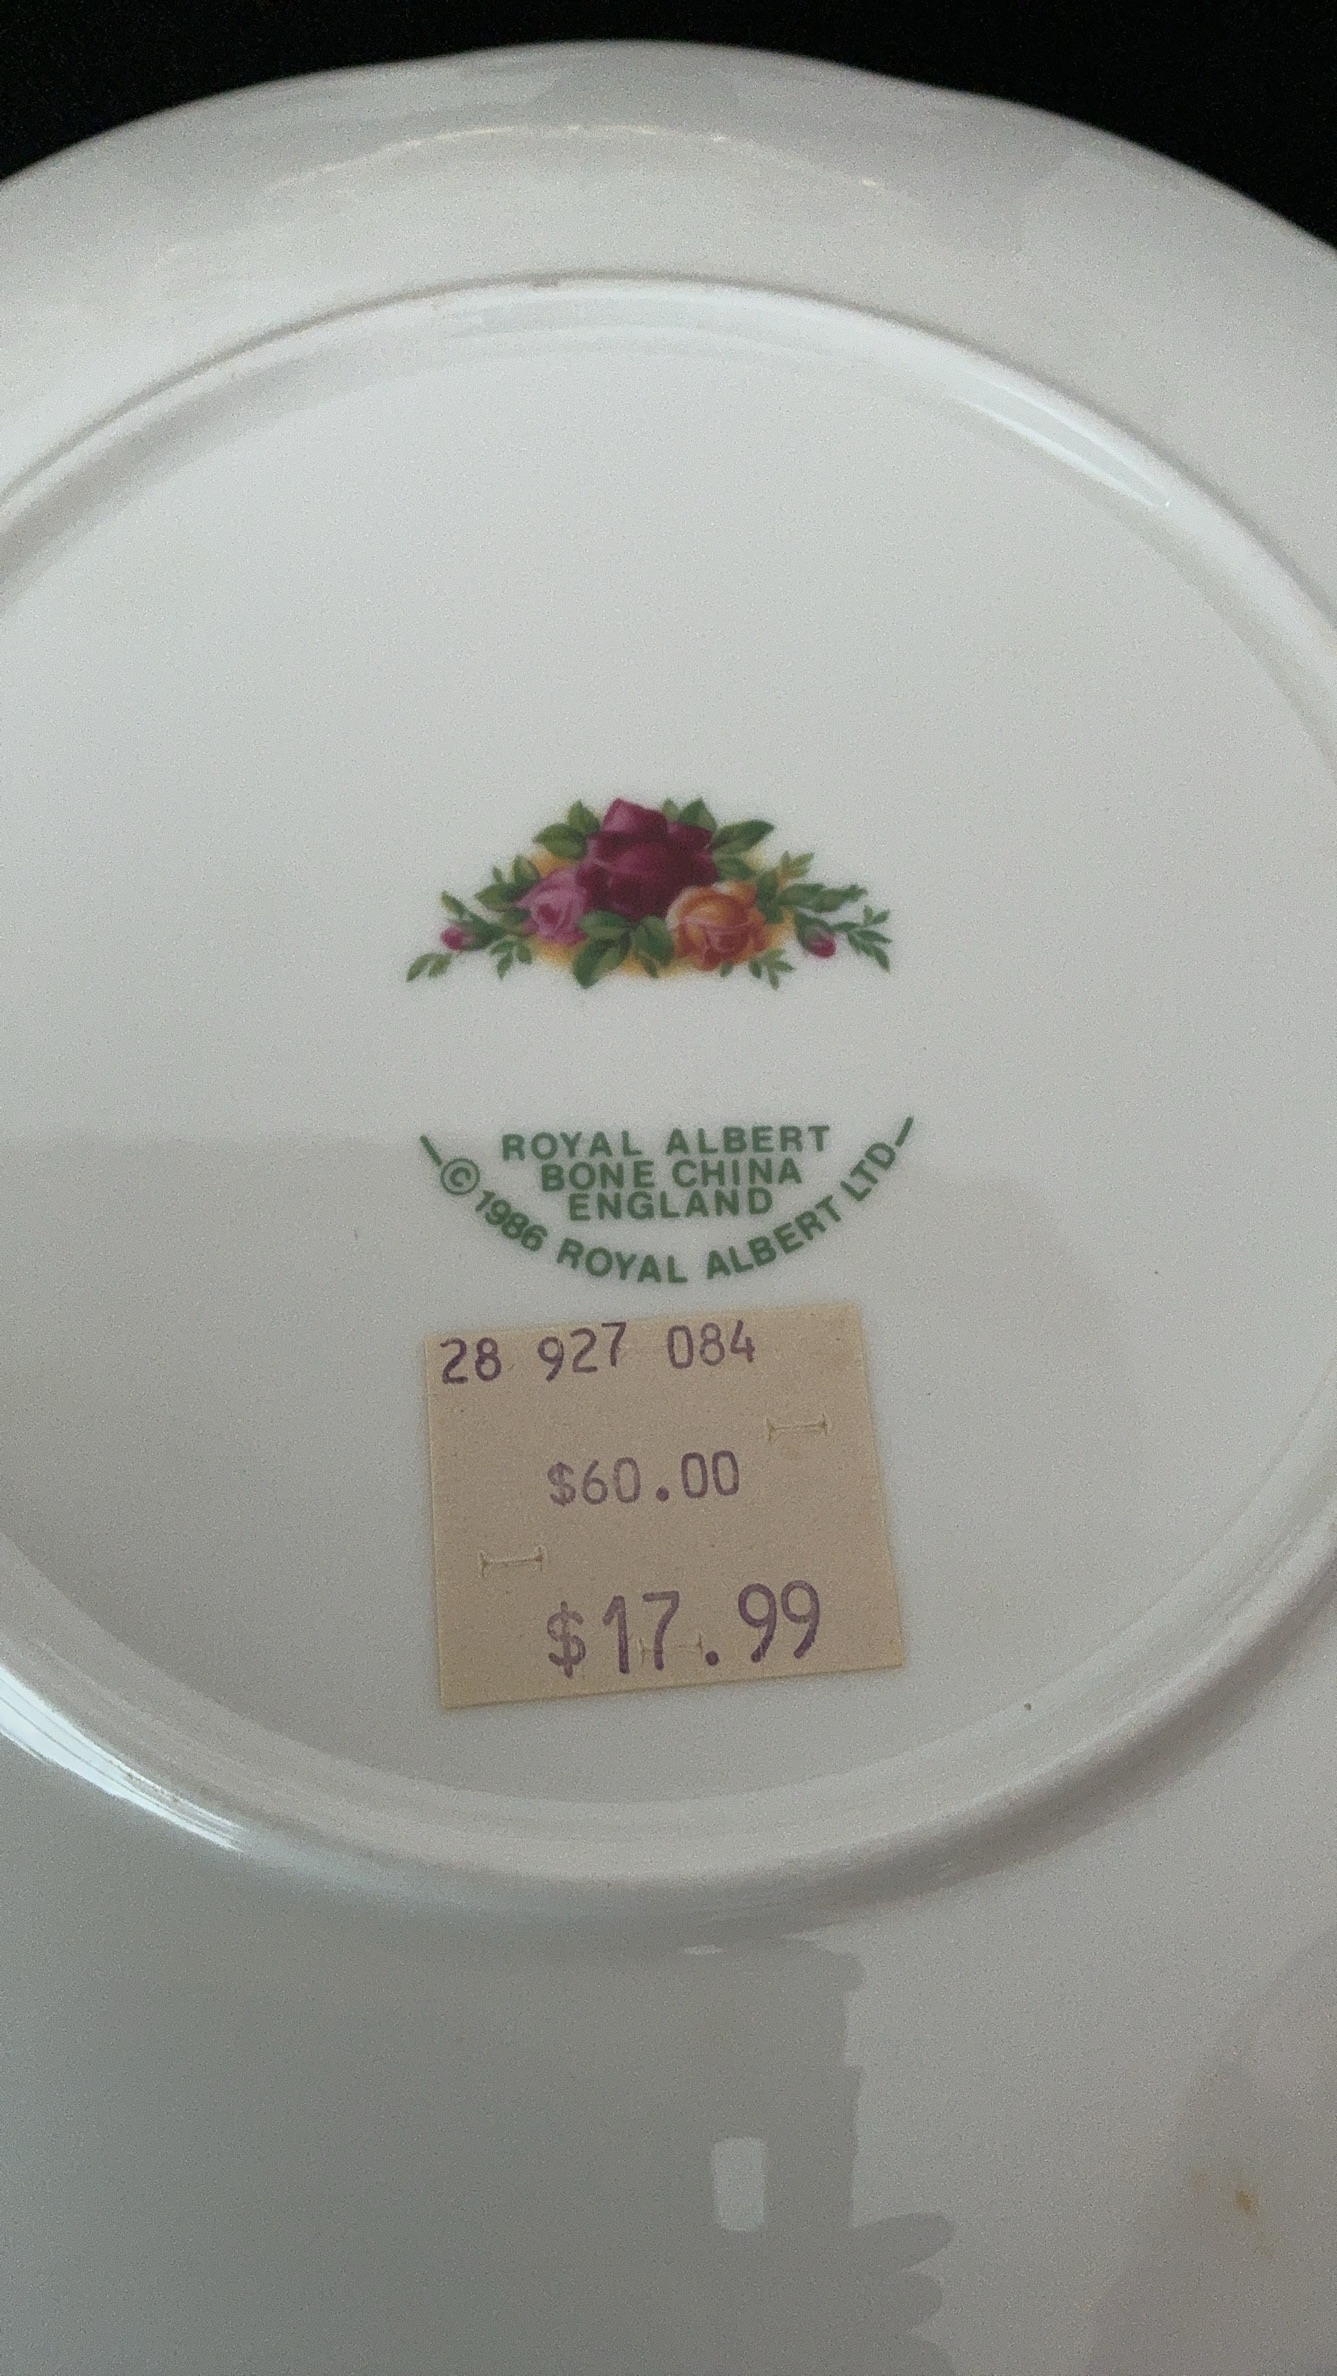 ROYAL ALBERT
BONE CHINA
ENGLAND
© 1986 ROYAL ALBERT LTD
28 927 084
$60.00
$17.99